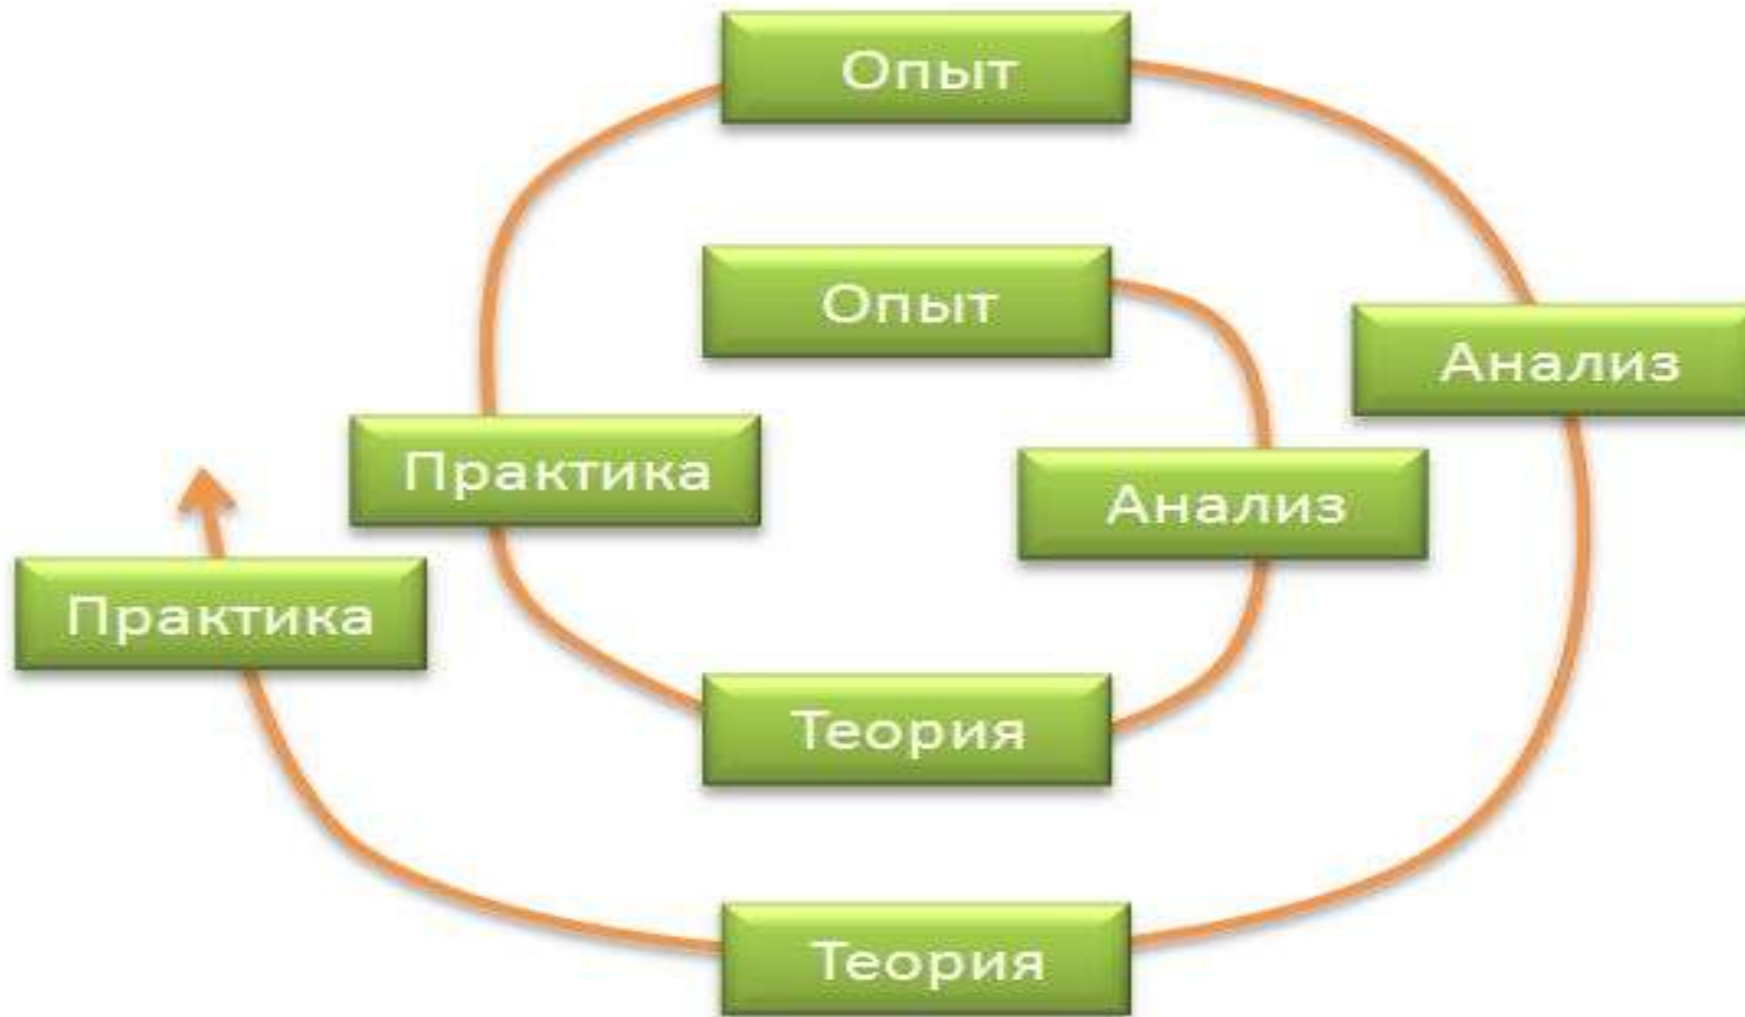 Опыт
Опыт
Анализ
Практика
Анализ
Практика
Теория
Теория